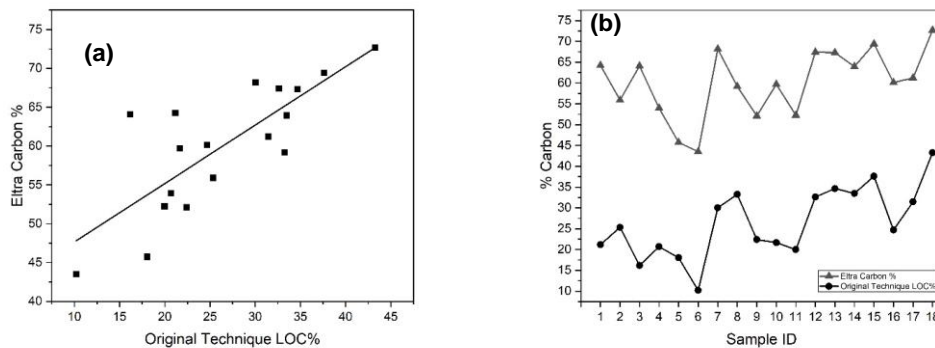 (a)
75
70
65
60
55
50
45
40
Eltra Carbon %
10 15 20 25 30 35 40 45
Original Technique LOC%
(b)
75
70
65
60
55
50
45
40
35
30
25
20
15
10
% Carbon
Eltra Carbon %
Original Technique LOC%
1 2 3 4 5 6 7 8 9 10 11 12 13 14 15 16 17 18
Sample ID